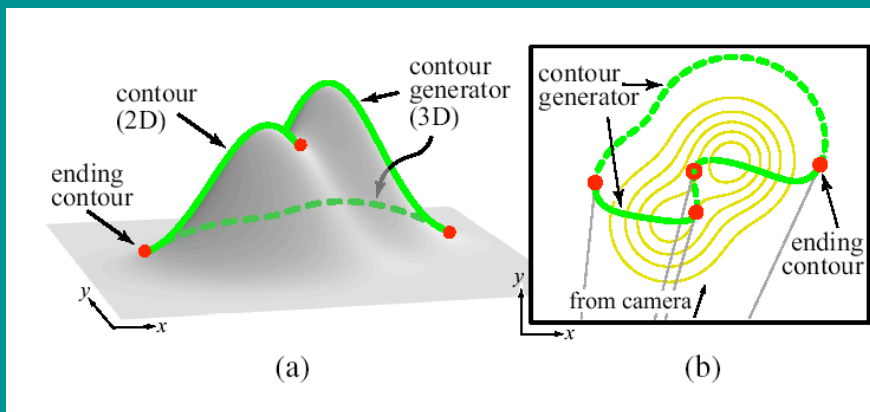 contour
(2D)
contour
generator
(3D)
ending
contour
y
x
(a)
contour
generator
ending
contour
from camera
y
x
(b)